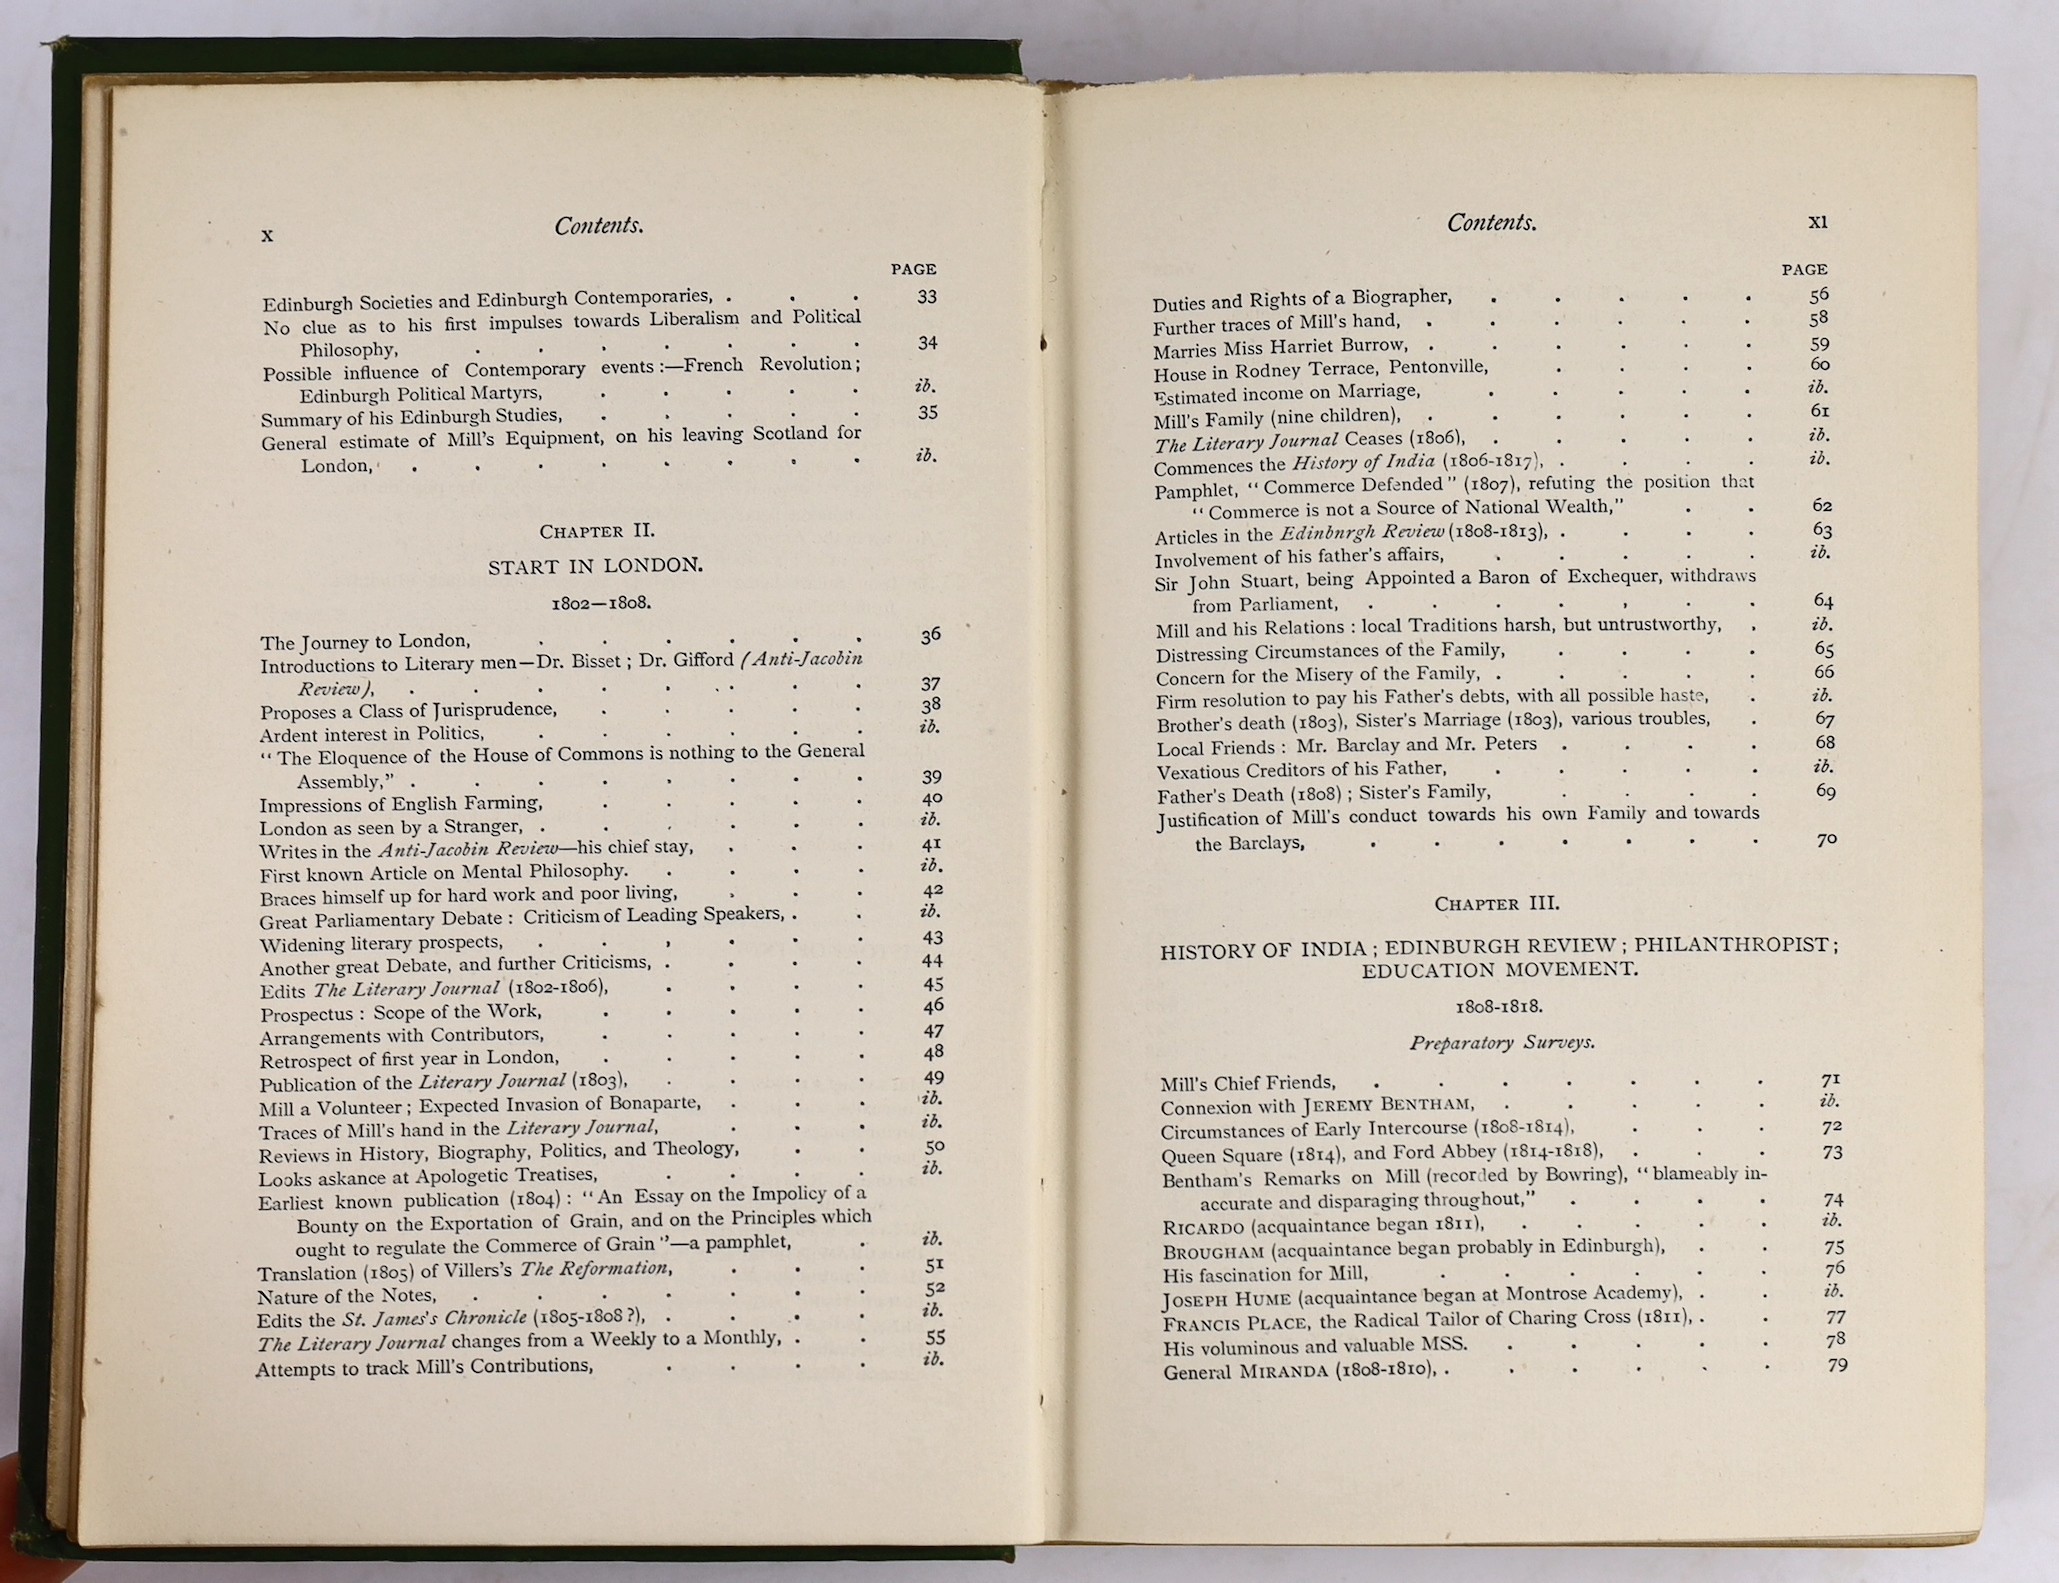 x Contents.
PAGE
Edinburgh Societies and Edinburgh Contemporaries, . . . 33
No clue as to his first impulses towards Liberalism and Political
Philosophy, . . . . . . . 34
Possible influence of Contemporary events :—French Revolution ;
Edinburgh Political Martyrs, . . . . . ib.
Summary of his Edinburgh Studies, . . . . . 35
General estimate of Mill's Equipment, on his leaving Scotland for
London, . . . . . . . . ib.
CHAPTER II.
START IN LONDON.
1802—1808.
The Journey to London, . . . . . . 36
Introductions to Literary men—Dr. Bisset ; Dr. Gifford (Anti-Jacobin
Review), . . . . . . . . 37
Proposes a Class of Jurisprudence, . . . . . 38
Ardent interest in Politics, . . . . . . ib.
“ The Eloquence of the House of Commons is nothing to the General
Assembly,” . . . . . . . . 39
Impressions of English Farming, . . . . . 40
London as seen by a Stranger, . . . . . . ib.
Writes in the Anti-Jacobin Review—his chief stay, . . . 41
First known Article on Mental Philosophy. . . . . ib.
Braces himself up for hard work and poor living, . . . 42
Great Parliamentary Debate : Criticism of Leading Speakers, . . ib.
Widening literary prospects, . . . . . . 43
Another great Debate, and further Criticisms, . . . . 44
Edits The Literary Journal (1802-1806), . . . . 45
Prospectus : Scope of the Work, . . . . . 46
Arrangements with Contributors, . . . . . 47
Retrospect of first year in London, . . . . . 48
Publication of the Literary Journal (1803), . . . . 49
Mill a Volunteer ; Expected Invasion of Bonaparte, . . . ib.
Traces of Mill's hand in the Literary Journal, . . . ib.
Reviews in History, Biography, Politics, and Theology, . . 50
Looks askance at Apologetic Treatises, . . . . ib.
Earliest known publication (1804) : “An Essay on the Impolicy of a
Bounty on the Exportation of Grain, and on the Principles which
ought to regulate the Commerce of Grain”—a pamphlet, . ib.
Translation (1805) of Villers's The Reformation, . . . 51
Nature of the Notes, . . . . . . . 52
Edits the St. James's Chronicle (1805-1808 ?), . . . . ib.
The Literary Journal changes from a Weekly to a Monthly, . . 55
Attempts to track Mill's Contributions, . . . . ib.
Contents. xi
PAGE
Duties and Rights of a Biographer, . . . . . 56
Further traces of Mill's hand, . . . . . . 58
Marries Miss Harriet Burrow, . . . . . . 59
House in Rodney Terrace, Pentonville, . . . . 60
Estimated income on Marriage, . . . . . ib.
Mill's Family (nine children), . . . . . . 61
The Literary Journal Ceases (1806), . . . . . ib.
Commences the History of India (1806-1817), . . . . ib.
Pamphlet, “ Commerce Defended ” (1807), refuting the position that
“ Commerce is not a Source of National Wealth,” . . 62
Articles in the Edinbnrgh Review (1808-1813), . . . . 63
Involvement of his father's affairs, . . . . . ib.
Sir John Stuart, being Appointed a Baron of Exchequer, withdraws
from Parliament, . . . . . . . 64
Mill and his Relations : local Traditions harsh, but untrustworthy, . ib.
Distressing Circumstances of the Family, . . . . 65
Concern for the Misery of the Family, . . . . . 66
Firm resolution to pay his Father's debts, with all possible haste, . ib.
Brother's death (1803), Sister's Marriage (1803), various troubles, . 67
Local Friends : Mr. Barclay and Mr. Peters . . . . 68
Vexatious Creditors of his Father, . . . . . ib.
Father's Death (1808) ; Sister's Family, . . . . 69
Justification of Mill's conduct towards his own Family and towards
the Barclays, . . . . . . . 70
CHAPTER III.
HISTORY OF INDIA ; EDINBURGH REVIEW ; PHILANTHROPIST ;
EDUCATION MOVEMENT.
1808-1818.
Preparatory Surveys.
Mill's Chief Friends, . . . . . . . 71
Connexion with JEREMY BENTHAM, . . . . . ib.
Circumstances of Early Intercourse (1808-1814), . . . 72
Queen Square (1814), and Ford Abbey (1814-1818), . . . 73
Bentham's Remarks on Mill (recorded by Bowring), “ blameably in-
accurate and disparaging throughout,” . . . . 74
RICARDO (acquaintance began 1811), . . . . . ib.
BROUGHAM (acquaintance began probably in Edinburgh), . . 75
His fascination for Mill, . . . . . . 76
JOSEPH HUME (acquaintance began at Montrose Academy), . . ib.
FRANCIS PLACE, the Radical Tailor of Charing Cross (1811), . . 77
His voluminous and valuable MSS. . . . . . 78
General MIRANDA (1808-1810), . . . . . . 79